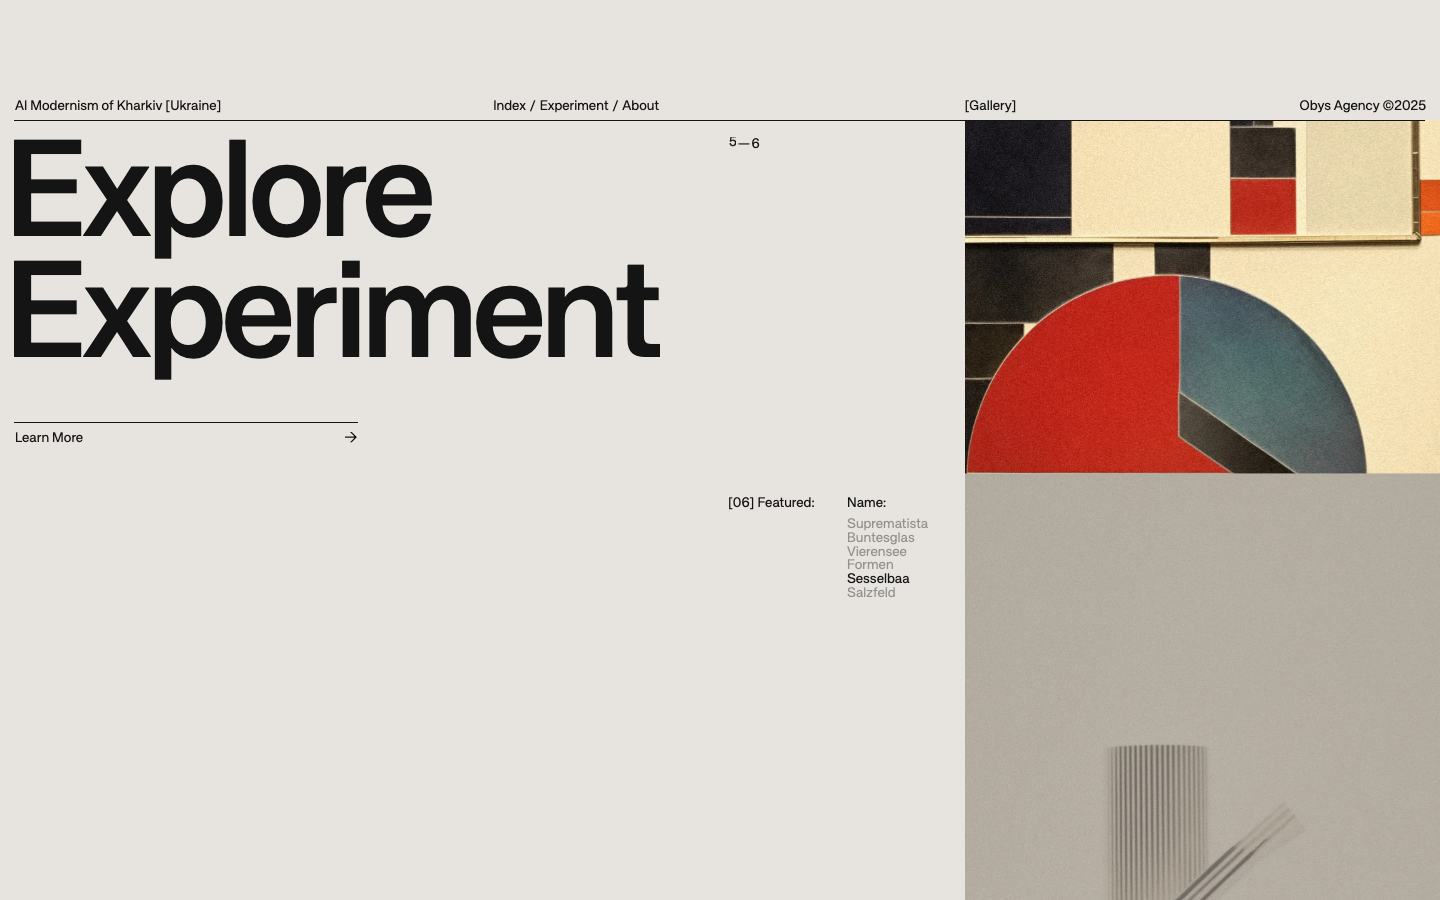 AI Modernism of Kharkiv [Ukraine]
Index / Experiment / About
[Gallery]
Obys Agency ©2025
Explore
Experiment
5—6
Learn More →
[06] Featured:
Name:
Suprematista
Buntesglas
Vierensee
Formen
Sesselbaa
Salzfeld